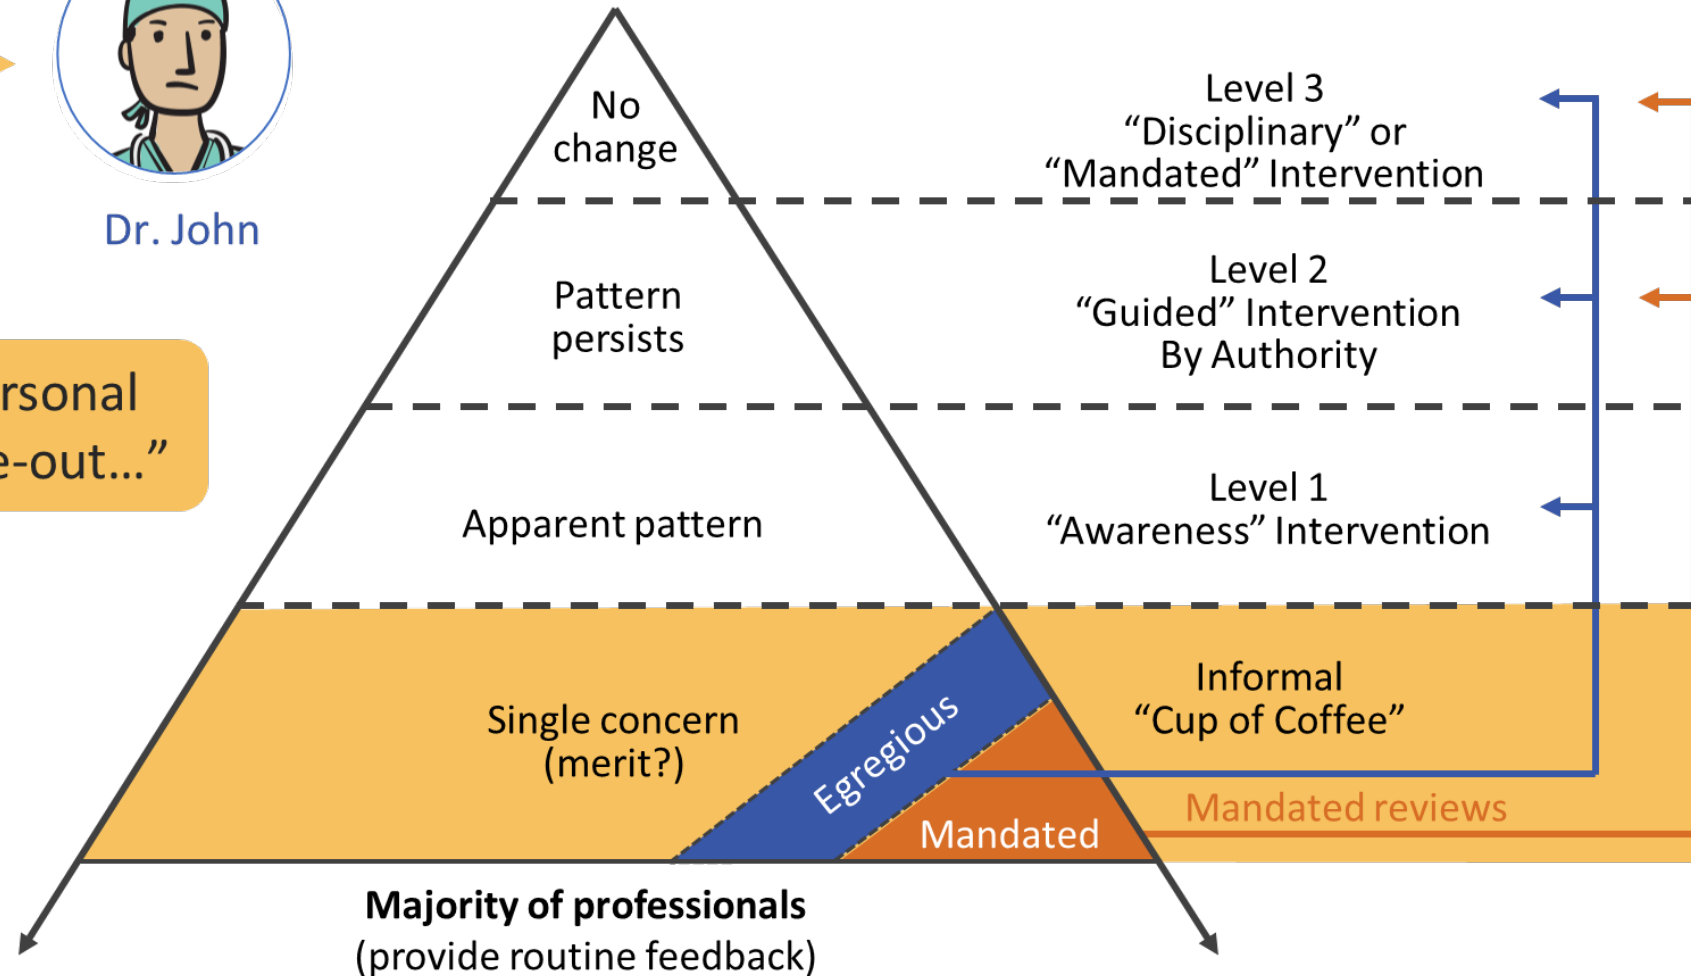 Dr. John
rsonal
e-out...”
No
change
Level 3
“Disciplinary” or
“Mandated” Intervention
Pattern
persists
Level 2
“Guided” Intervention
By Authority
Apparent pattern
Level 1
“Awareness” Intervention
Single concern
(merit?)
Egregious
Mandated
Informal
“Cup of Coffee”
Mandated reviews
Majority of professionals
(provide routine feedback)